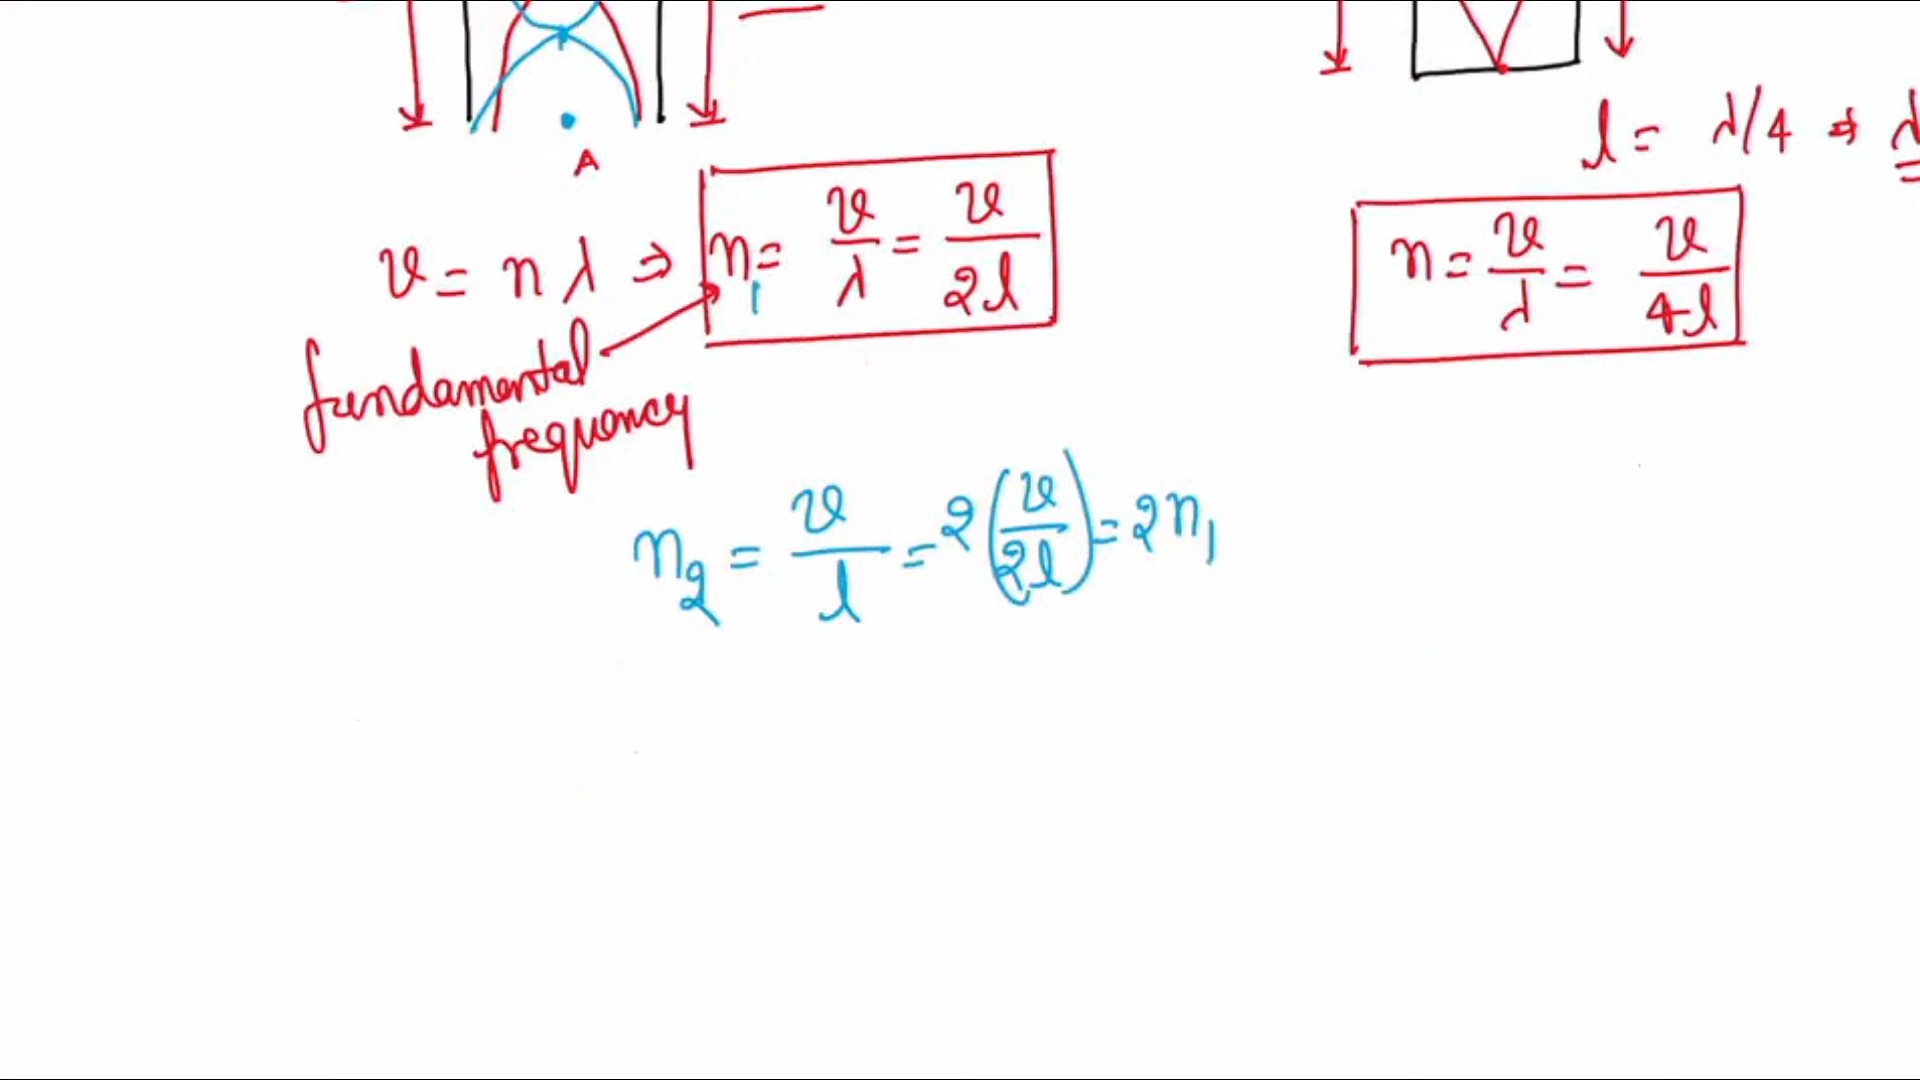 A
v = nλ ⇒ n₁ = v/λ = v/2l
fundamental
frequency
n₂ = v/l = 2(v/2l) = 2n₁
l = λ/4 ⇒ λ
n = v/λ = v/4l